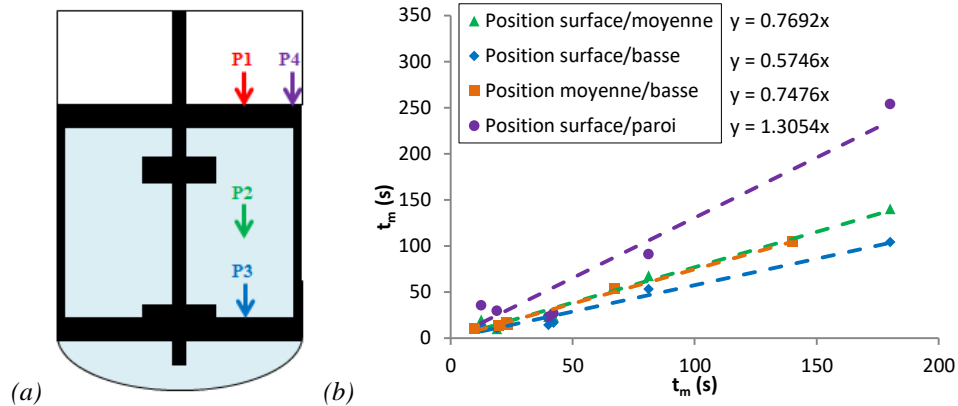 P1 P4
P2
P3
(a)
(b)
350
300
250
200
150
100
50
0
t_m (s)
Position surface/moyenne y = 0.7692x
Position surface/basse y = 0.5746x
Position moyenne/basse y = 0.7476x
Position surface/paroi y = 1.3054x
0 50 100 150 200
t_m (s)